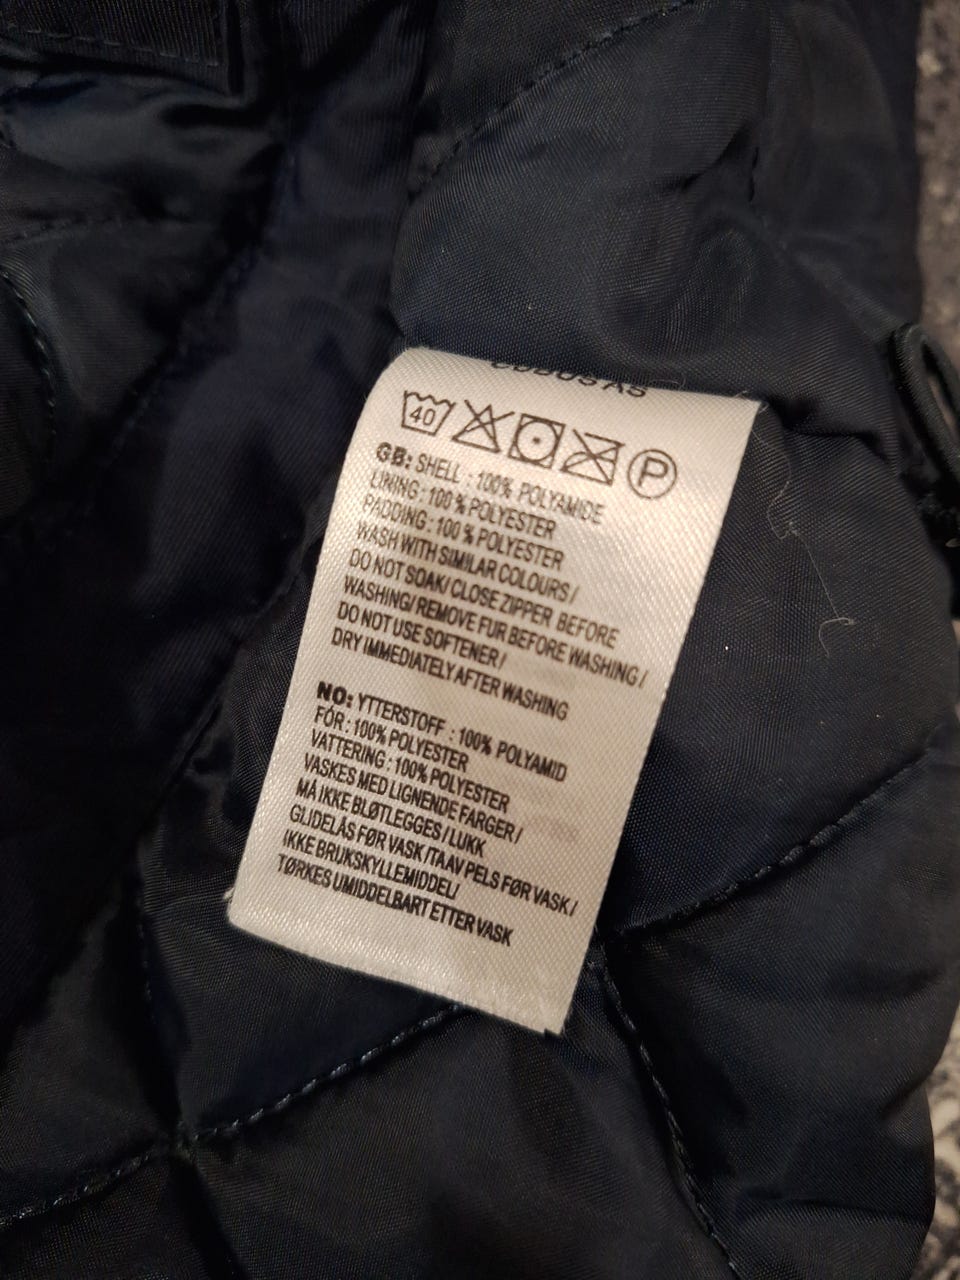 40 P
GB: SHELL : 100% POLYAMIDE
LINING : 100 % POLYESTER
PADDING : 100 % POLYESTER
WASH WITH SIMILAR COLOURS /
DO NOT SOAK/ CLOSE ZIPPER BEFORE
WASHING/ REMOVE FUR BEFORE WASHING /
DO NOT USE SOFTENER /
DRY IMMEDIATELY AFTER WASHING
NO: YTTERSTOFF : 100% POLYAMID
FÓR : 100% POLYESTER
VATTERING : 100% POLYESTER
VASKES MED LIGNENDE FARGER /
MÅ IKKE BLØTLEGGES / LUKK
GLIDELÅS FØR VASK /TA AV PELS FØR VASK /
IKKE BRUK SKYLLEMIDDEL/
TØRKES UMIDDELBART ETTER VASK